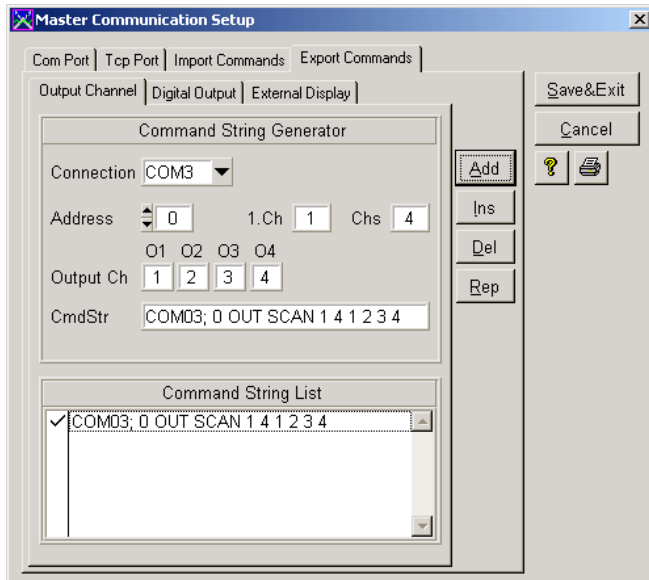 Master Communication Setup
Com Port Tcp Port Import Commands Export Commands
Output Channel Digital Output External Display
Save&Exit
Command String Generator
Cancel
Connection COM3
Add
?
Address 0 1.Ch 1 Chs 4
Ins
O1 O2 O3 O4
Del
Output Ch 1 2 3 4
Rep
CmdStr COM03; 0 OUT SCAN 1 4 1 2 3 4
Command String List
COM03; 0 OUT SCAN 1 4 1 2 3 4